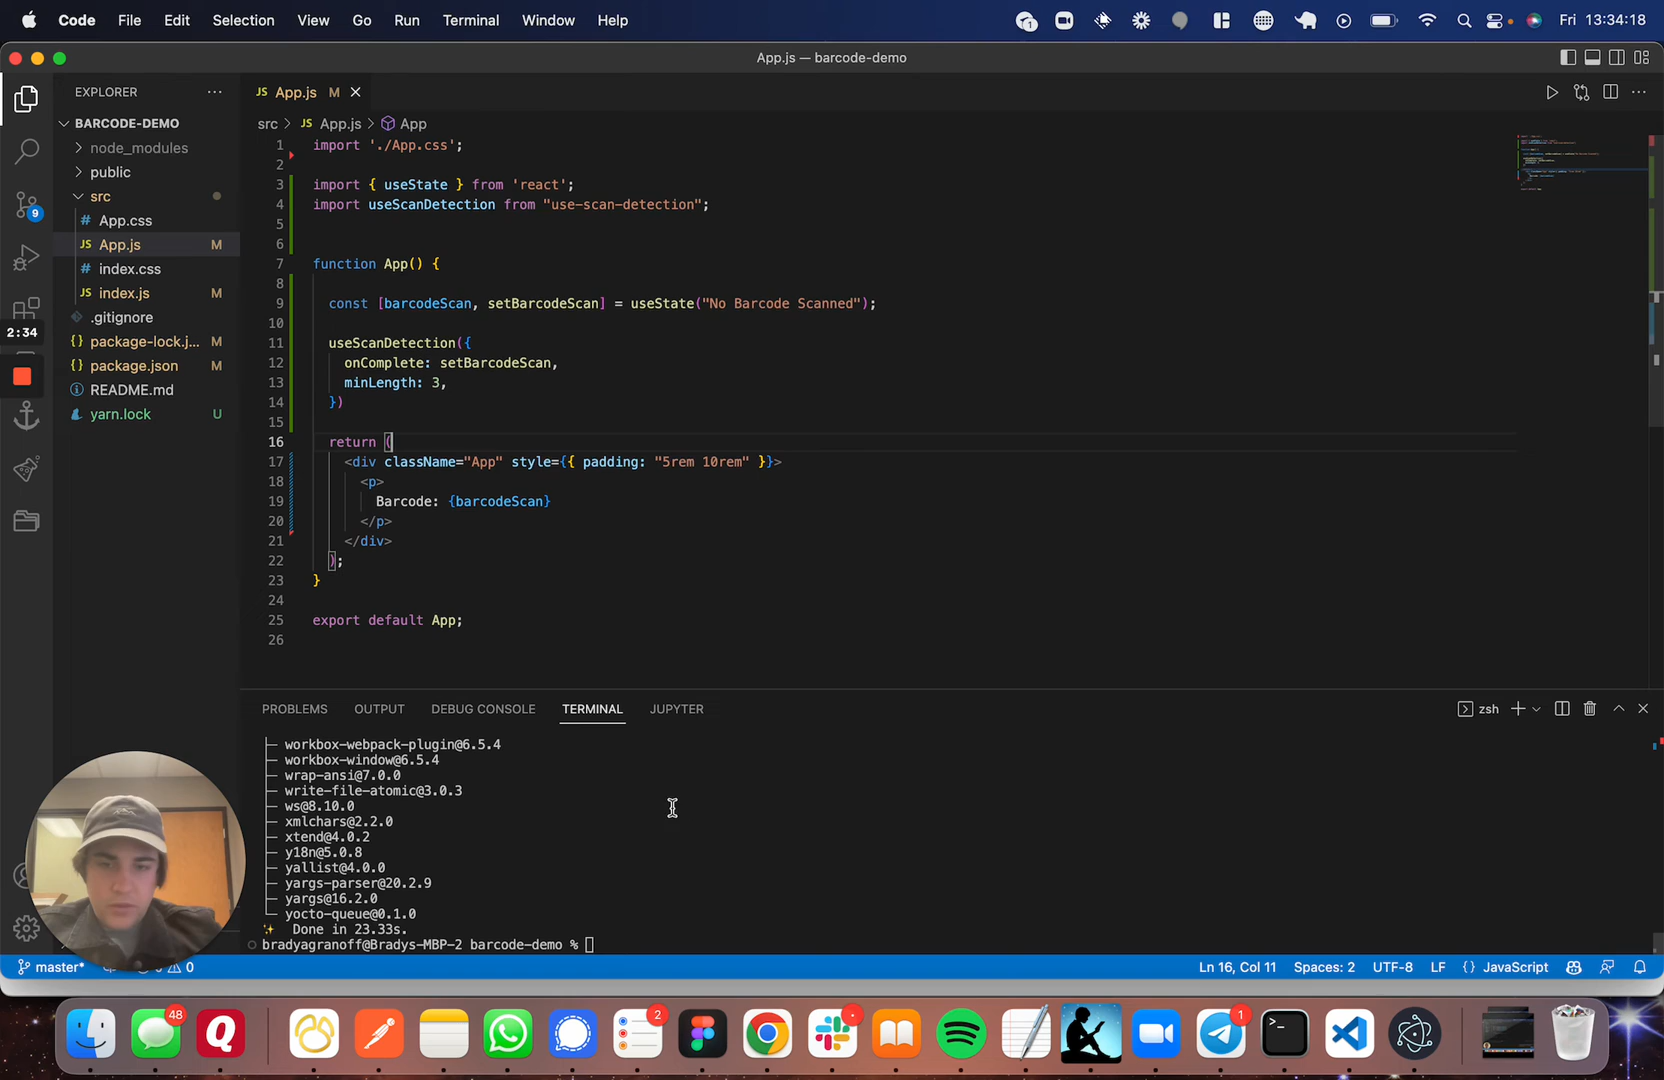 Code File Edit Selection View Go Run Terminal Window Help
1
Fri 13:34:18
App.js — barcode-demo
EXPLORER
BARCODE-DEMO
node_modules
public
src
# App.css
JS App.js M
# index.css
JS index.js M
.gitignore
{} package-lock.j... M
{} package.json M
README.md
yarn.lock U
9
2:34
JS App.js M
src > JS App.js > App
1 import './App.css';
2
3 import { useState } from 'react';
4 import useScanDetection from "use-scan-detection";
5
6
7 function App() {
8
9 const [barcodeScan, setBarcodeScan] = useState("No Barcode Scanned");
10
11 useScanDetection({
12 onComplete: setBarcodeScan,
13 minLength: 3,
14 })
15
16 return (
17 <div className="App" style={{ padding: "5rem 10rem" }}>
18 <p>
19 Barcode: {barcodeScan}
20 </p>
21 </div>
22 );
23 }
24
25 export default App;
26
PROBLEMS OUTPUT DEBUG CONSOLE TERMINAL JUPYTER
zsh
├─ workbox-webpack-plugin@6.5.4
├─ workbox-window@6.5.4
├─ wrap-ansi@7.0.0
├─ write-file-atomic@3.0.3
├─ ws@8.10.0
├─ xmlchars@2.2.0
├─ xtend@4.0.2
├─ y18n@5.0.8
├─ yallist@4.0.0
├─ yargs-parser@20.2.9
├─ yargs@16.2.0
└─ yocto-queue@0.1.0
✨ Done in 23.33s.
bradyagranoff@Bradys-MBP-2 barcode-demo %
master* 0 Ln 16, Col 11 Spaces: 2 UTF-8 LF {} JavaScript
48
2
1